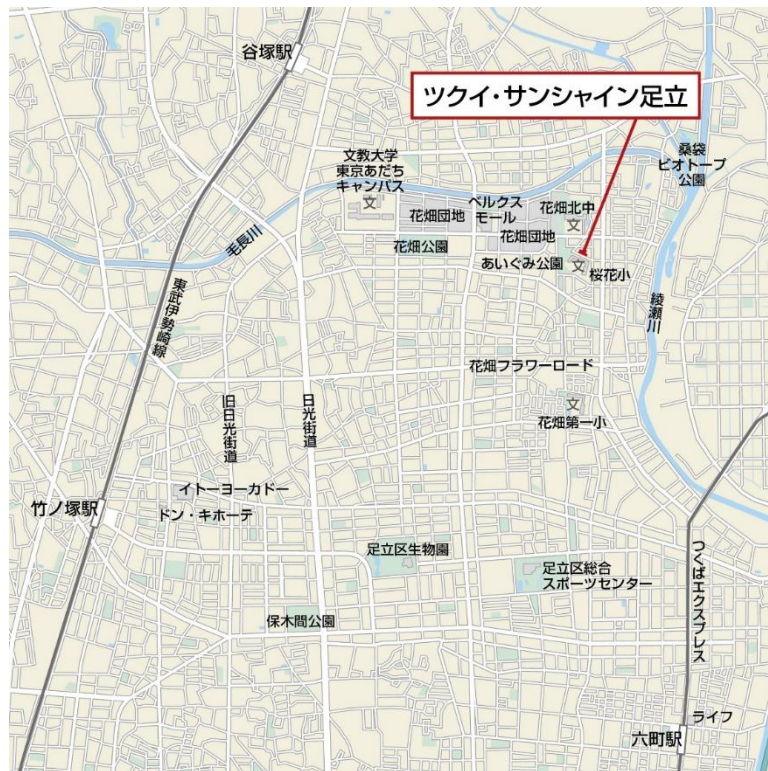 谷塚駅
ツクイ・サンシャイン足立
桑袋
ビオトープ
公園
文教大学
東京あだち
キャンパス
文
ベルクス
モール
花畑北中
文
花畑団地
花畑団地
毛長川
花畑公園
あいぐみ公園
文
桜花小
綾瀬川
東武伊勢崎線
花畑フラワーロード
旧日光街道
日光街道
文
花畑第一小
イトーヨーカドー
竹ノ塚駅
ドン・キホーテ
足立区生物園
足立区総合
スポーツセンター
つくばエクスプレス
保木間公園
ライフ
六町駅